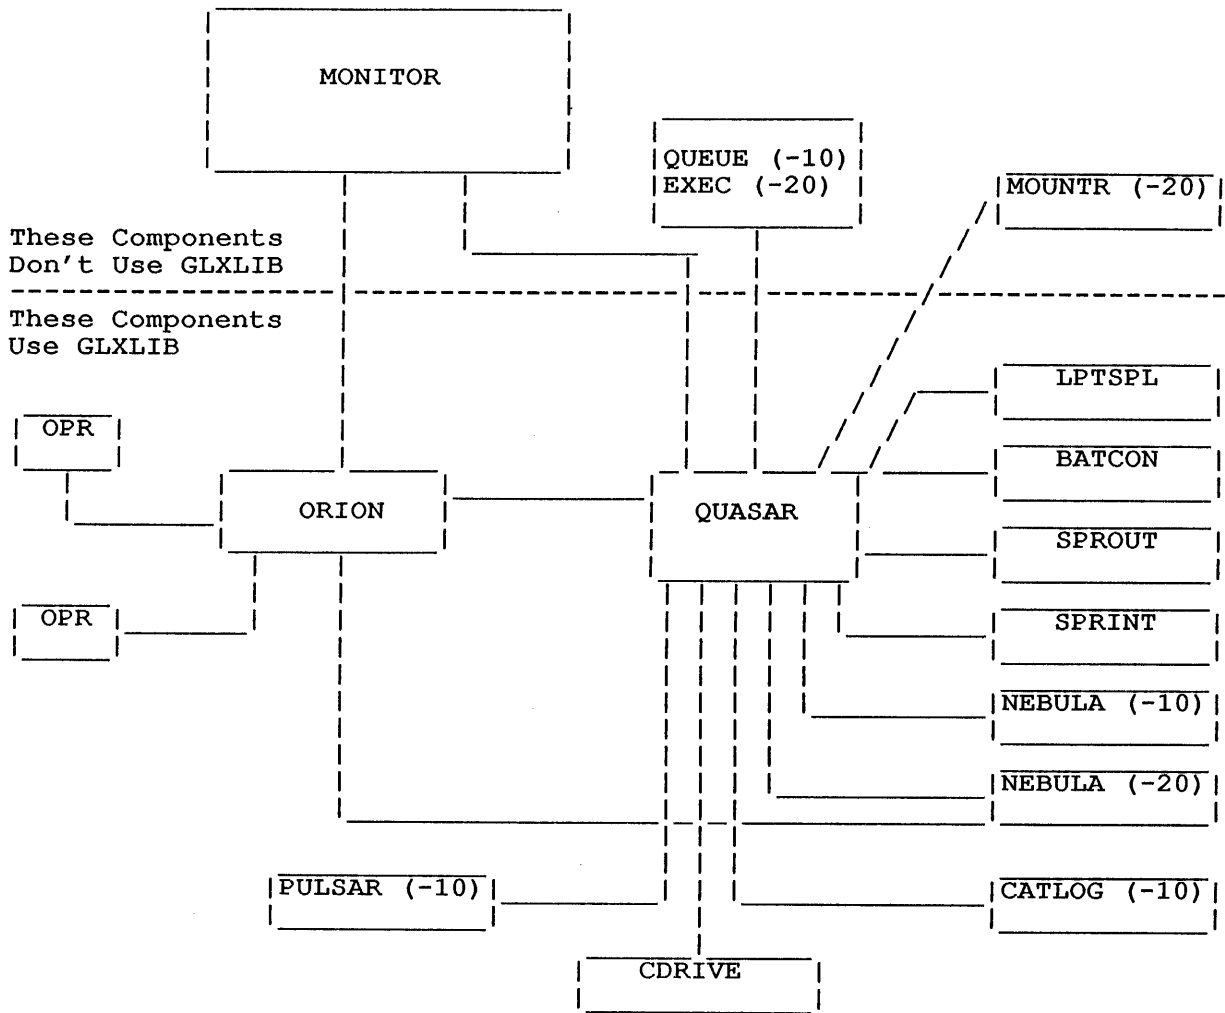 MONITOR
QUEUE (-10)
EXEC (-20)
MOUNTR (-20)
These Components
Don't Use GLXLIB
These Components
Use GLXLIB
LPTSPL
OPR
BATCON
ORION
QUASAR
SPROUT
OPR
SPRINT
NEBULA (-10)
NEBULA (-20)
PULSAR (-10)
CATLOG (-10)
CDRIVE